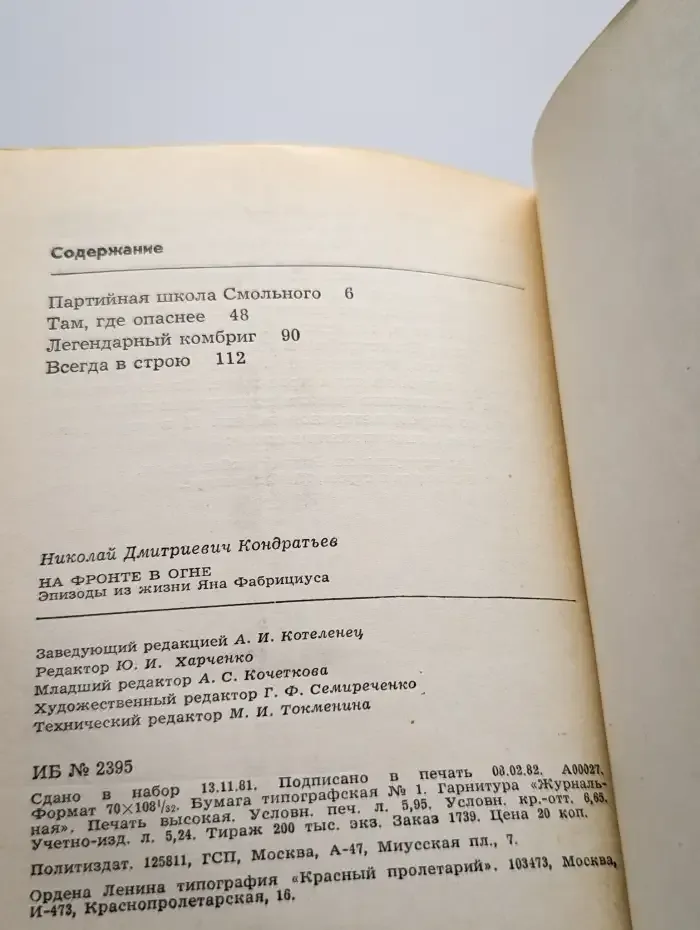 Содержание
Партийная школа Смольного 6
Там, где опаснее 48
Легендарный комбриг 90
Всегда в строю 112
Николай Дмитриевич Кондратьев
НА ФРОНТЕ В ОГНЕ
Эпизоды из жизни Яна Фабрициуса
Заведующий редакцией А. И. Котеленец
Редактор Ю. И. Харченко
Младший редактор А. С. Кочеткова
Художественный редактор Г. Ф. Семиреченко
Технический редактор М. И. Токменина
ИБ № 2395
Сдано в набор 13.11.81. Подписано в печать 03.02.82. А00027.
Формат 70×108¹/₃₂. Бумага типографская № 1. Гарнитура «Журналь-
ная». Печать высокая. Условн. печ. л. 5,95. Условн. кр.-отт. 6,65.
Учетно-изд. л. 5,24. Тираж 200 тыс. экз. Заказ 1739. Цена 20 коп.
Политиздат. 125811, ГСП, Москва, А-47, Миусская пл., 7.
Ордена Ленина типография «Красный пролетарий». 103473, Москва,
И-473, Краснопролетарская, 16.